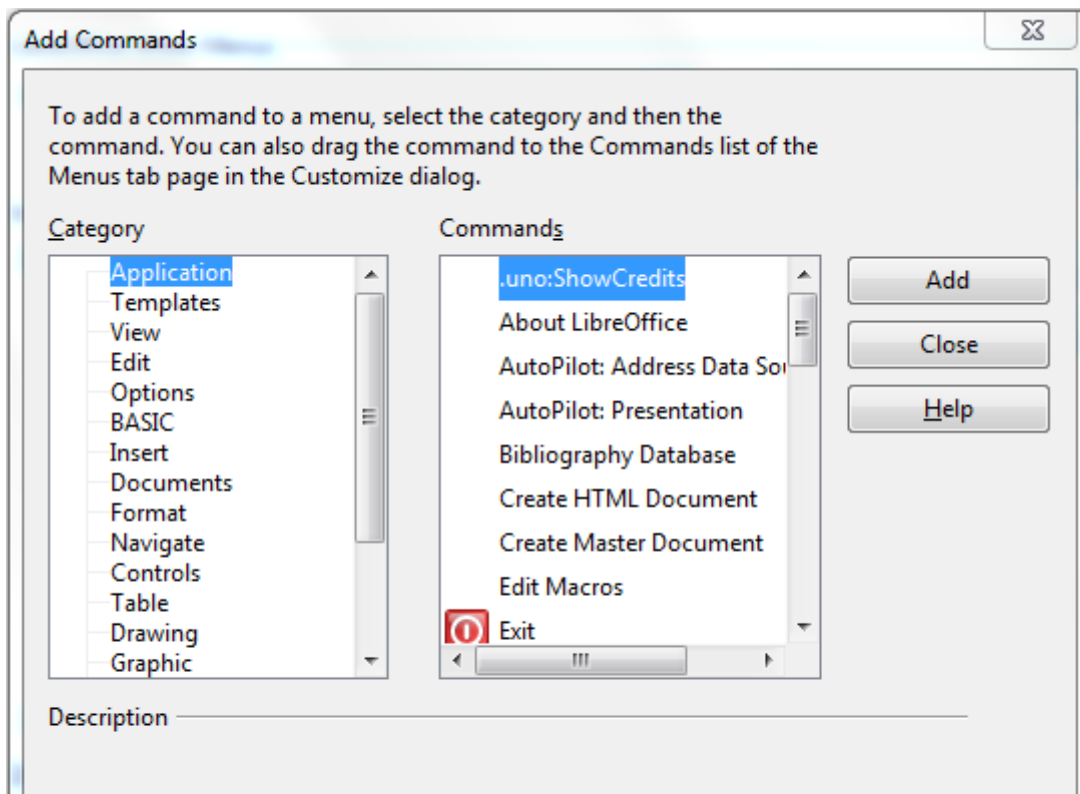 Add Commands
To add a command to a menu, select the category and then the
command. You can also drag the command to the Commands list of the
Menus tab page in the Customize dialog.
Category
Commands
Application
Templates
View
Edit
Options
BASIC
Insert
Documents
Format
Navigate
Controls
Table
Drawing
Graphic
.uno:ShowCredits
About LibreOffice
AutoPilot: Address Data Sou
AutoPilot: Presentation
Bibliography Database
Create HTML Document
Create Master Document
Edit Macros
Exit
Add
Close
Help
Description